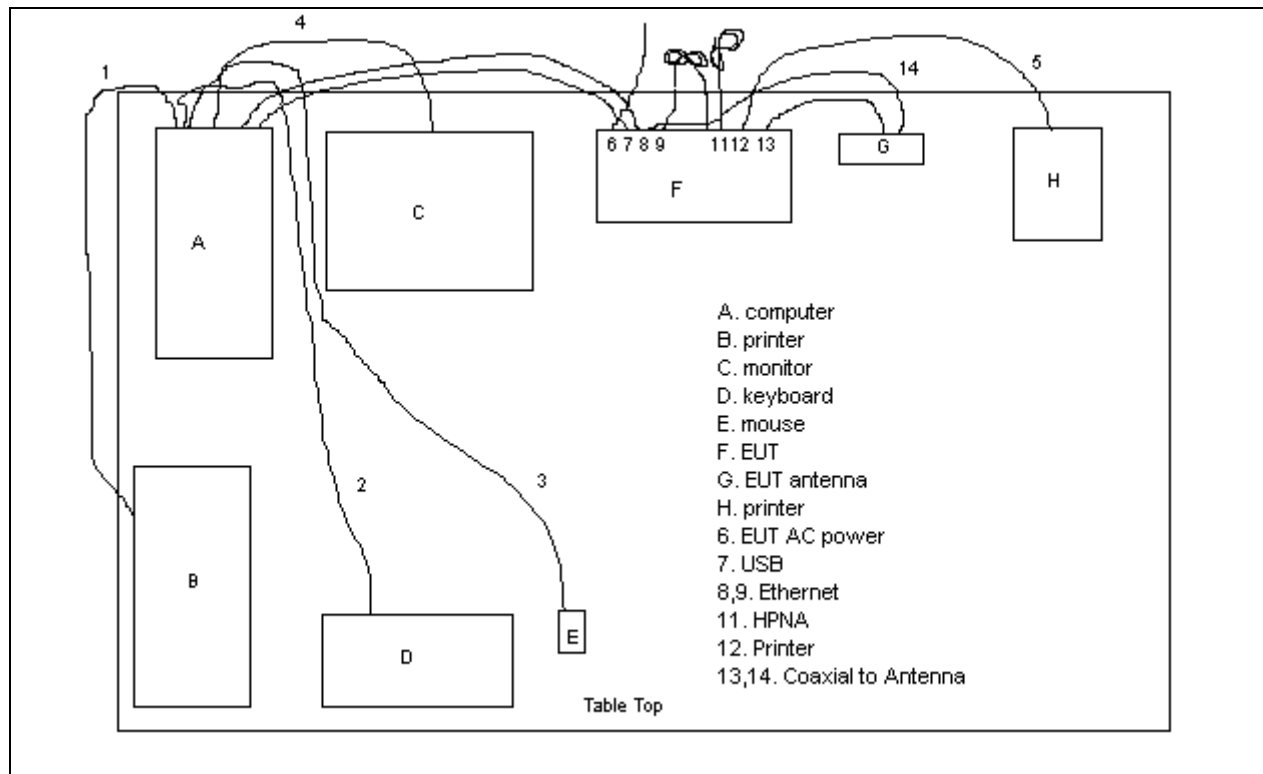 4
1
14
5
6 7 8 9 11 12 13
G
F
H
C
A
A. computer
B. printer
C. monitor
D. keyboard
E. mouse
F. EUT
G. EUT antenna
H. printer
6. EUT AC power
7. USB
8,9. Ethernet
11. HPNA
12. Printer
13,14. Coaxial to Antenna
2
3
B
D
E
Table Top